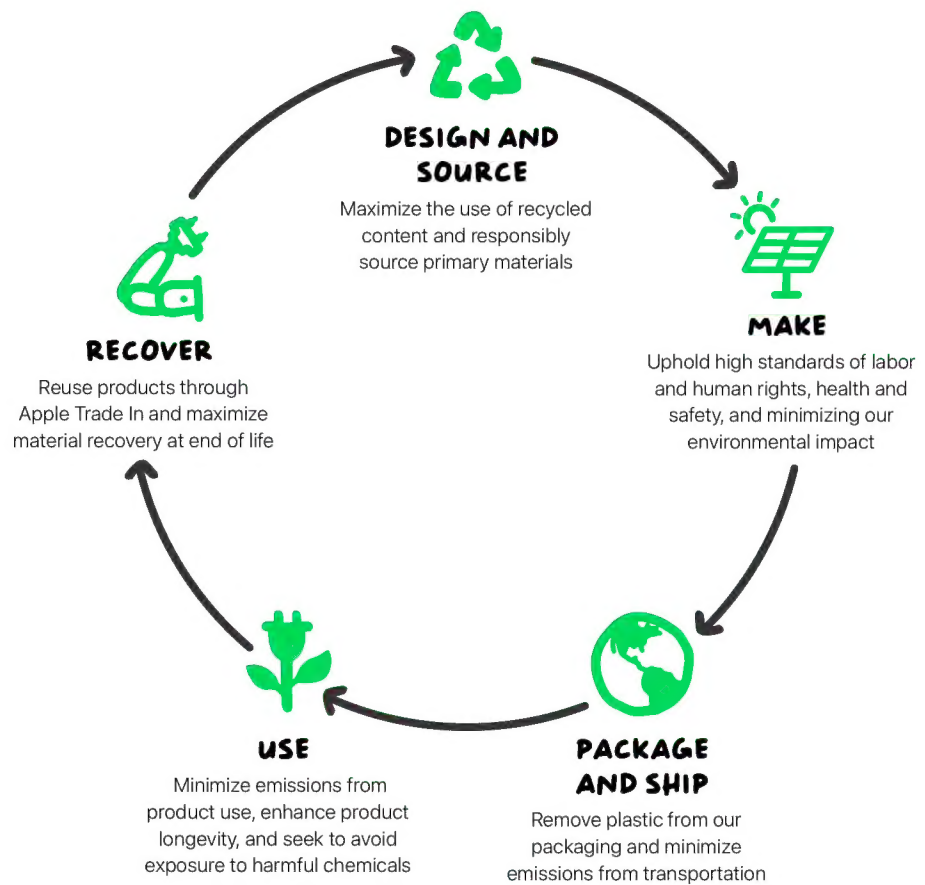 DESIGN AND
SOURCE
Maximize the use of recycled
content and responsibly
source primary materials
MAKE
Uphold high standards of labor
and human rights, health and
safety, and minimizing our
environmental impact
PACKAGE
AND SHIP
Remove plastic from our
packaging and minimize
emissions from transportation
USE
Minimize emissions from
product use, enhance product
longevity, and seek to avoid
exposure to harmful chemicals
RECOVER
Reuse products through
Apple Trade In and maximize
material recovery at end of life